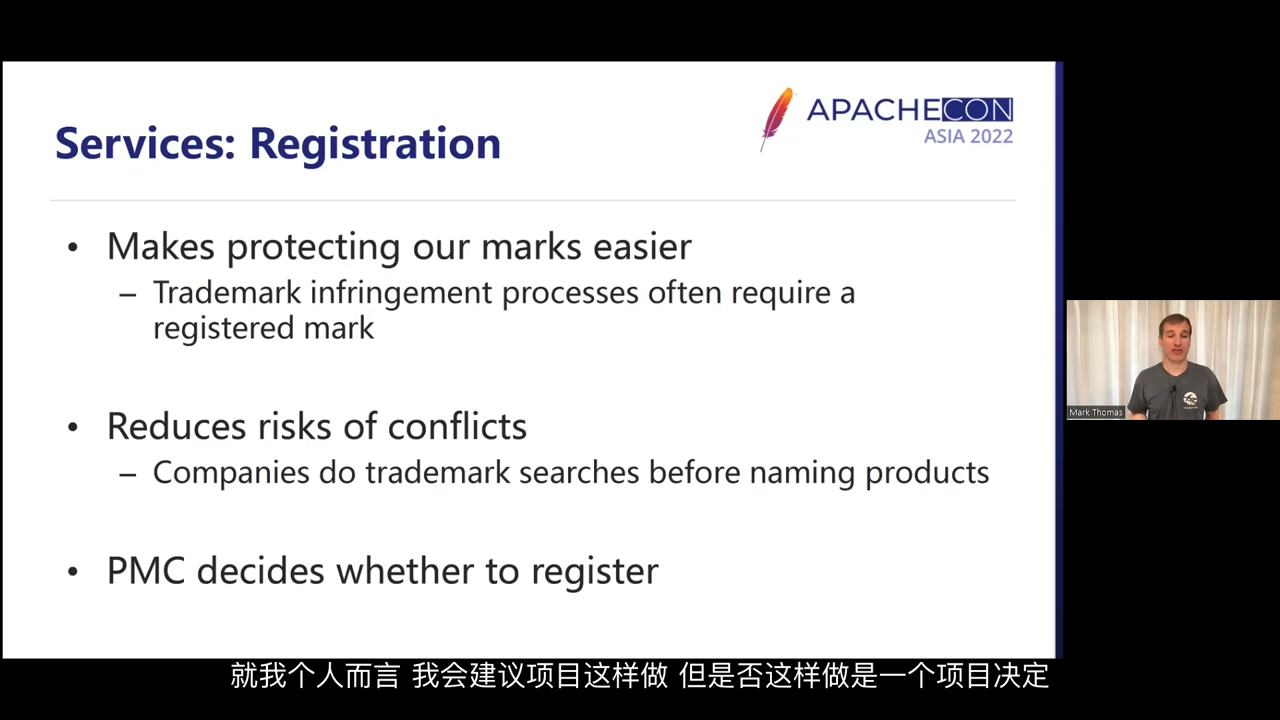 APACHECON
ASIA 2022
Services: Registration
• Makes protecting our marks easier
– Trademark infringement processes often require a
registered mark
• Reduces risks of conflicts
– Companies do trademark searches before naming products
• PMC decides whether to register
Mark Thomas
就我个人而言 我会建议项目这样做 但是否这样做是一个项目决定